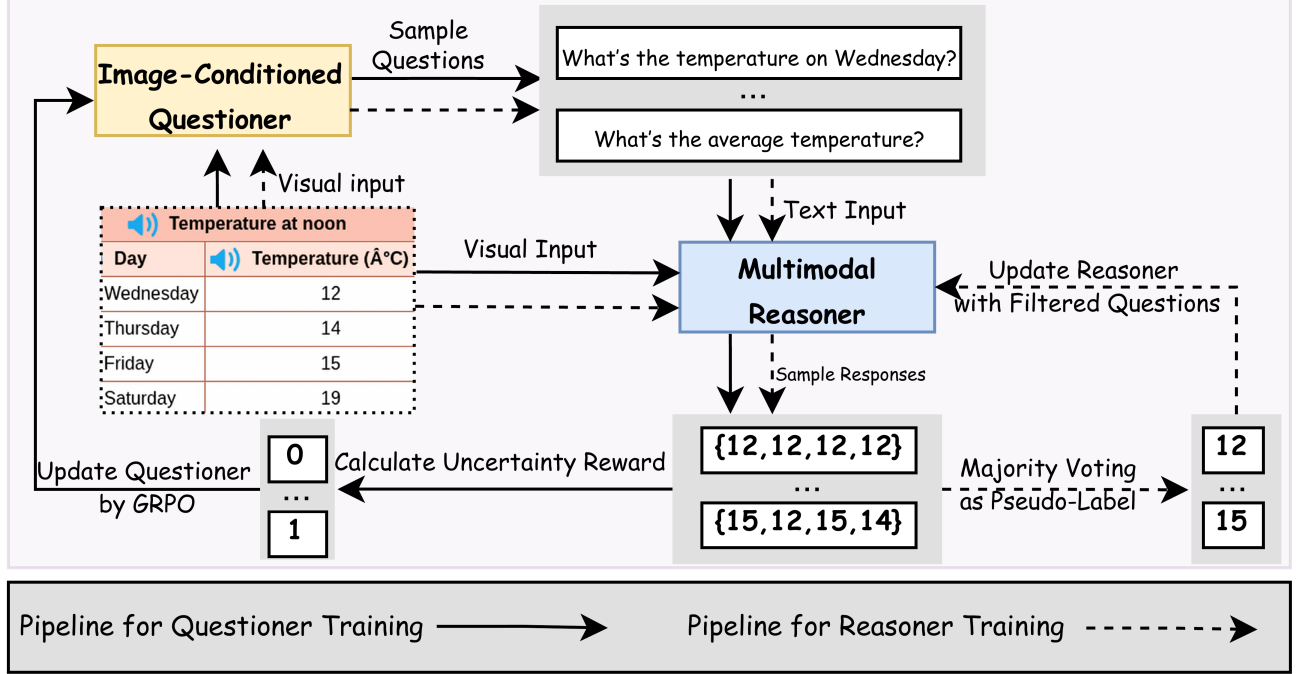 Sample
Questions
Image-Conditioned
Questioner
What's the temperature on Wednesday?
...
What's the average temperature?
Visual input
Text Input
Temperature at noon
Day Temperature (Â°C)
Wednesday 12
Thursday 14
Friday 15
Saturday 19
Visual Input
Multimodal
Reasoner
Update Reasoner
with Filtered Questions
Sample Responses
Update Questioner
by GRPO
0
...
1
Calculate Uncertainty Reward
{12,12,12,12}
...
{15,12,15,14}
Majority Voting
as Pseudo-Label
12
...
15
Pipeline for Questioner Training
Pipeline for Reasoner Training